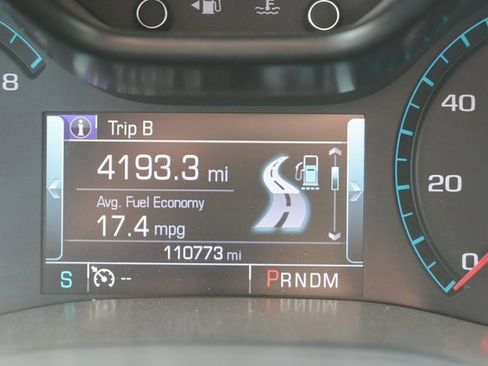 8
Trip B
4193.3 mi
Avg. Fuel Economy
17.4 mpg
110773 mi
S -- PRNDM
40
20
0